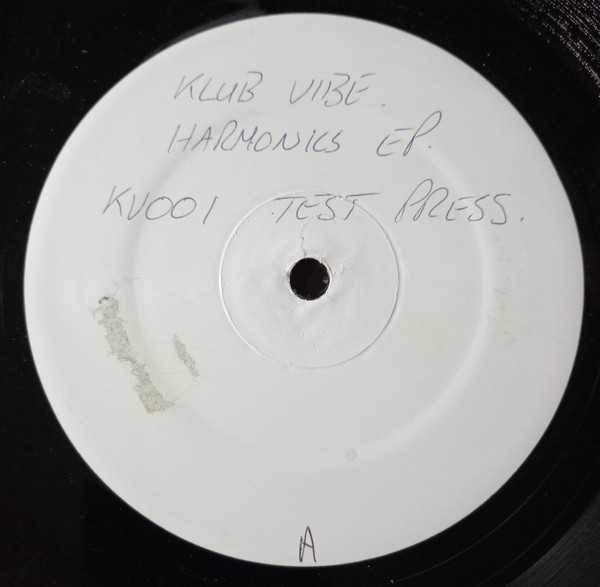 KLUB VIBE.
HARMONICS EP.
KV001 TEST PRESS.
A